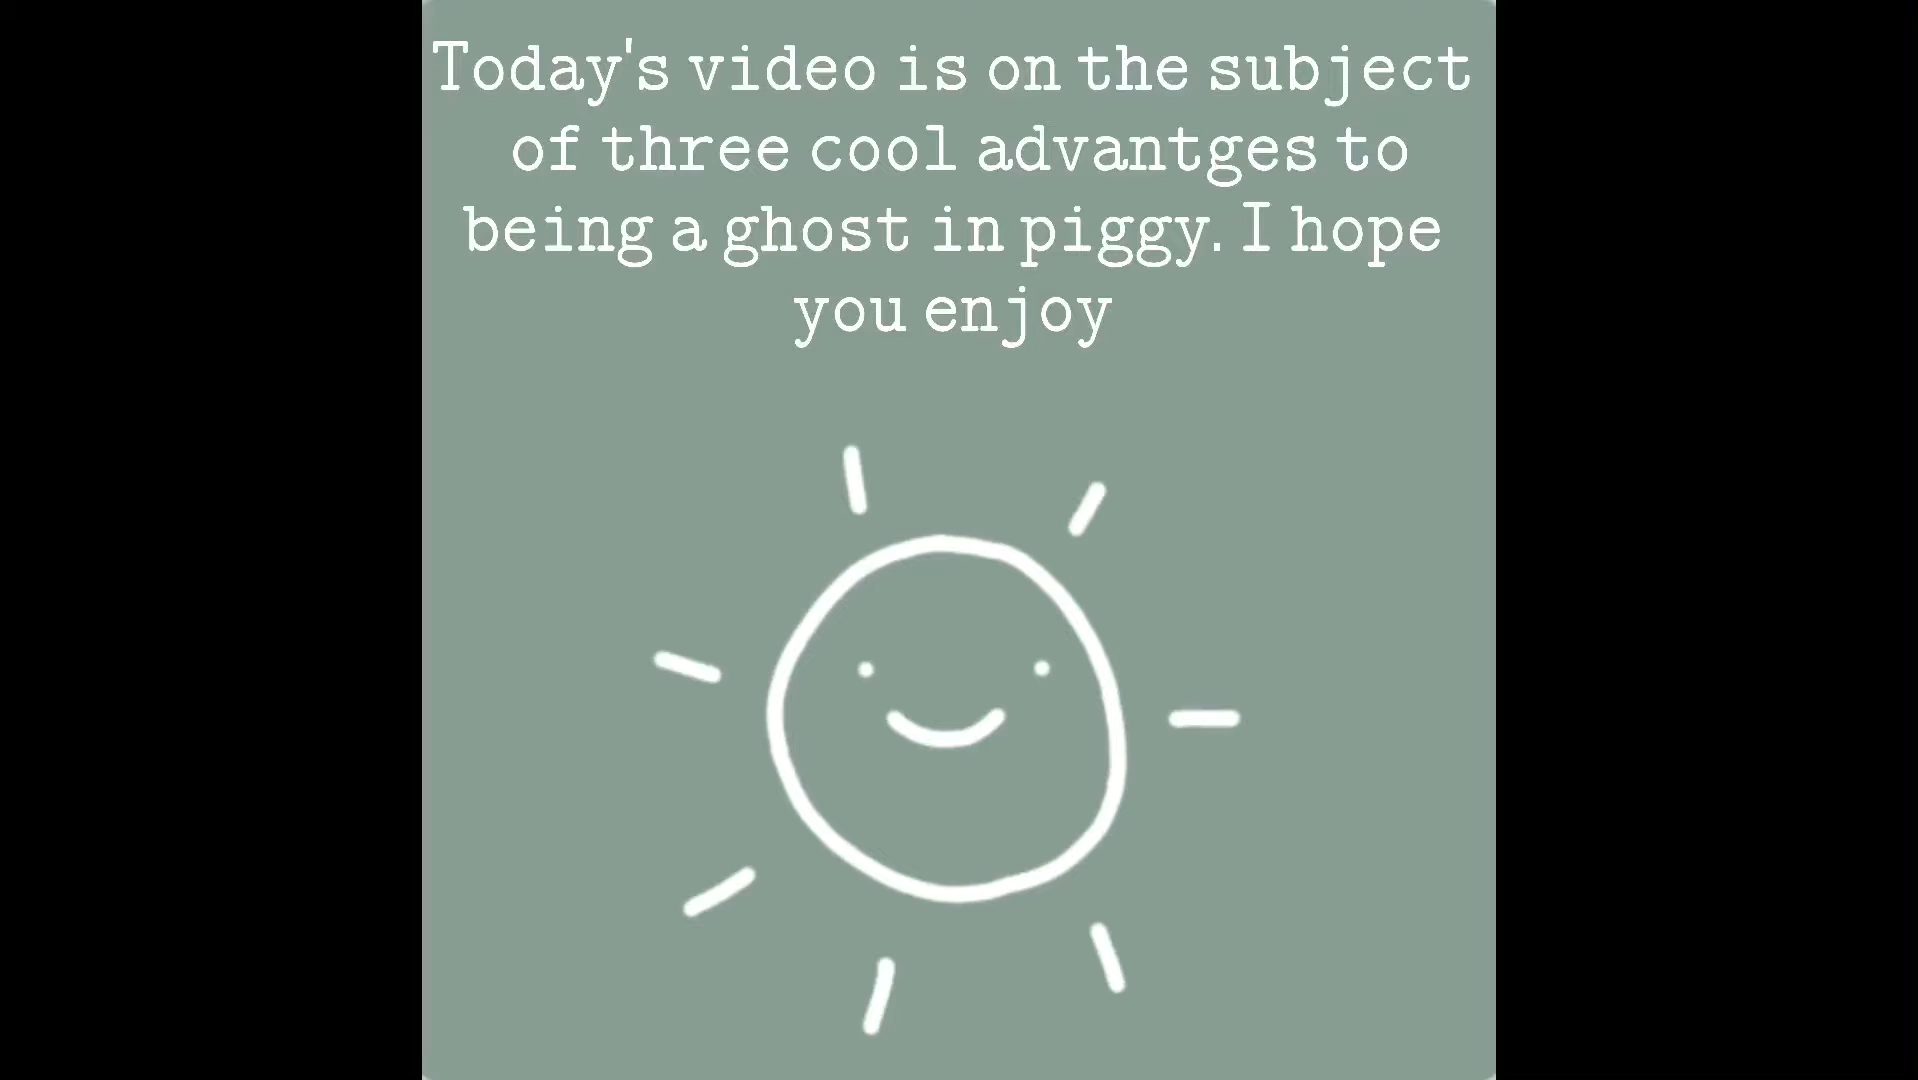 Today's video is on the subject
of three cool advantges to
being a ghost in piggy. I hope
you enjoy